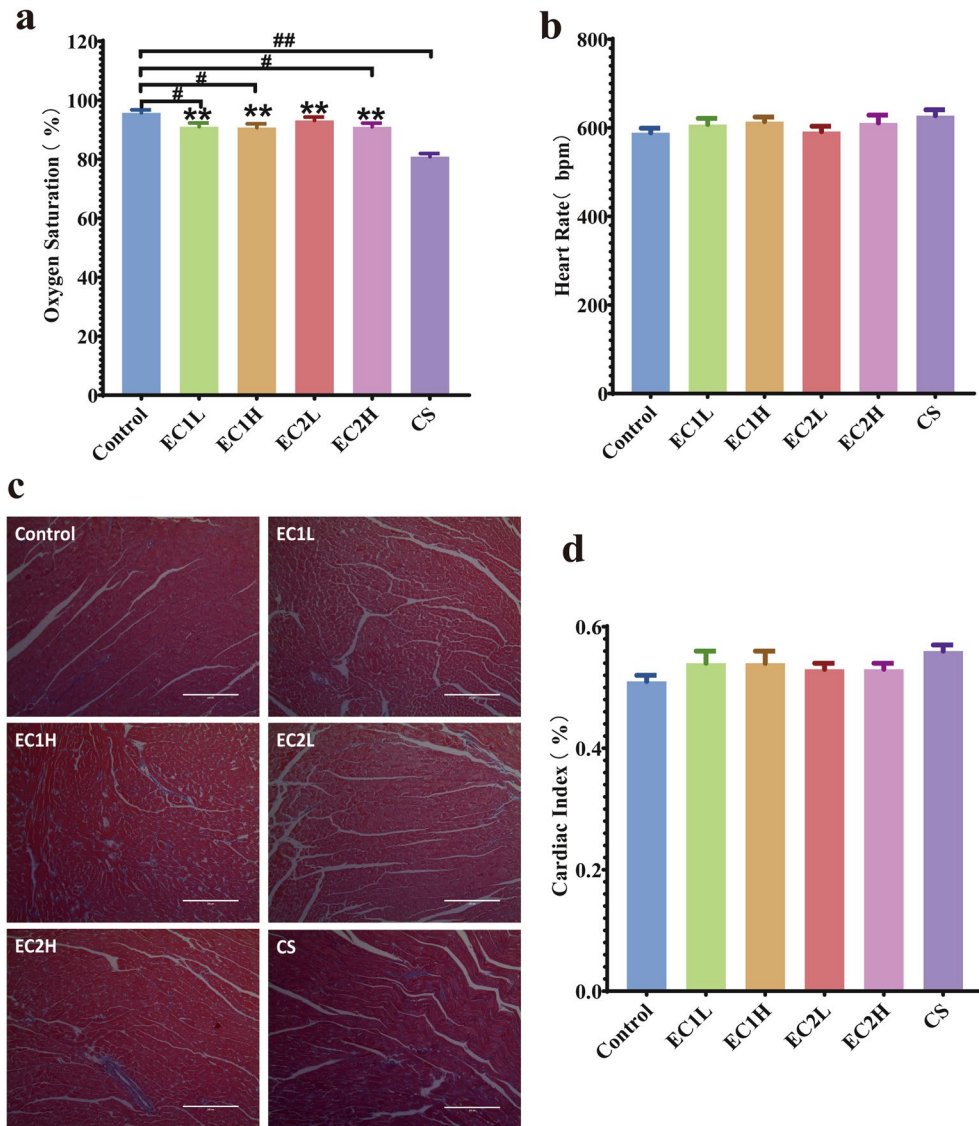 a
120
100
80
60
40
20
0
Oxygen Saturation ( %)
##
#
#
#
**
**
**
**
Control
EC1L
EC1H
EC2L
EC2H
CS
b
800
600
400
200
0
Heart Rate( bpm)
Control
EC1L
EC1H
EC2L
EC2H
CS
c
Control
EC1L
EC1H
EC2L
EC2H
CS
d
0.6
0.4
0.2
0.0
Cardiac Index ( %)
Control
EC1L
EC1H
EC2L
EC2H
CS